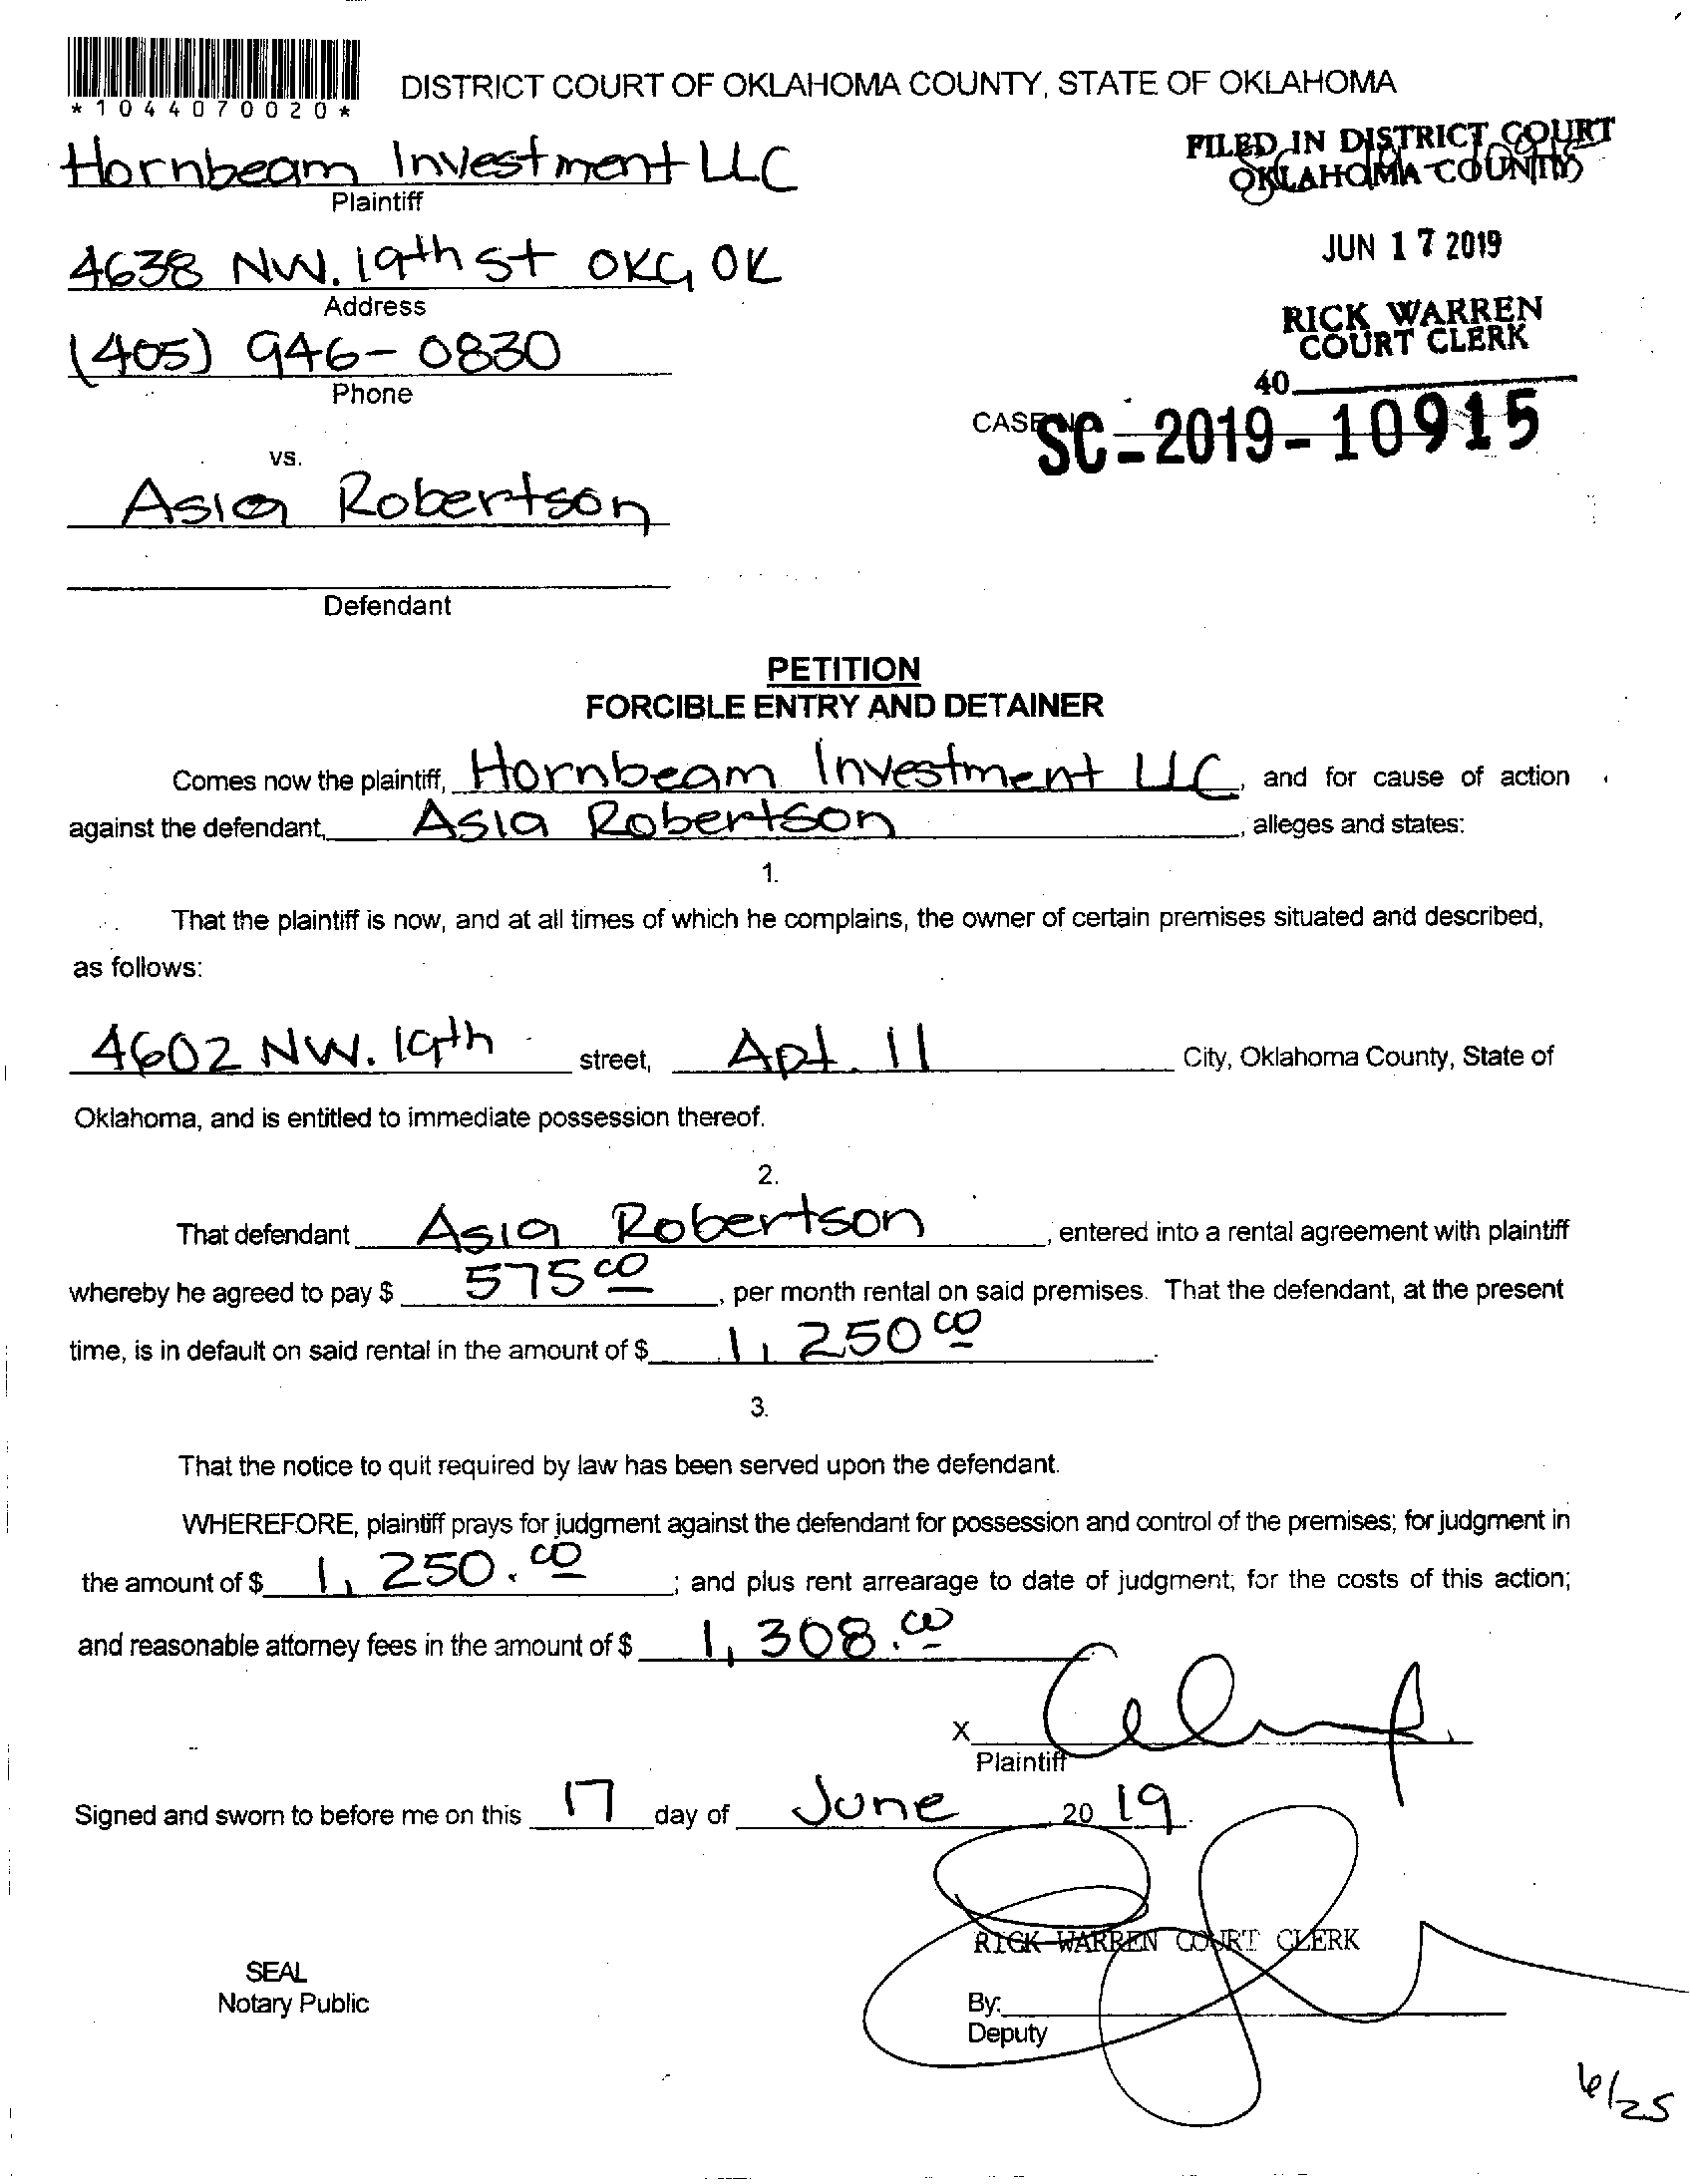 *1044070020*
DISTRICT COURT OF OKLAHOMA COUNTY, STATE OF OKLAHOMA
Hornbeam Investment LLC
Plaintiff
FILED IN DISTRICT COURT
OKLAHOMA COUNTY
4638 NW. 19th St OKC, OK
Address
JUN 17 2019
(405) 946-0830
Phone
RICK WARREN
COURT CLERK
40
CASE NO. SC-2019-10915
vs.
Asia Robertson
Defendant
PETITION
FORCIBLE ENTRY AND DETAINER
Comes now the plaintiff, Hornbeam Investment LLC, and for cause of action
against the defendant, Asia Robertson, alleges and states:
1.
That the plaintiff is now, and at all times of which he complains, the owner of certain premises situated and described,
as follows:
4602 NW. 19th street, Apt. 11 City, Oklahoma County, State of
Oklahoma, and is entitled to immediate possession thereof.
2.
That defendant Asia Robertson, entered into a rental agreement with plaintiff
whereby he agreed to pay $ 575 00, per month rental on said premises. That the defendant, at the present
time, is in default on said rental in the amount of $ 1,250 00.
3.
That the notice to quit required by law has been served upon the defendant.
WHEREFORE, plaintiff prays for judgment against the defendant for possession and control of the premises; for judgment in
the amount of $ 1,250.00; and plus rent arrearage to date of judgment; for the costs of this action;
and reasonable attorney fees in the amount of $ 1,308.00
X
Plaintiff
Signed and sworn to before me on this 17 day of June 20 19.
RICK WARREN COURT CLERK
SEAL
Notary Public
By:
Deputy
6/25